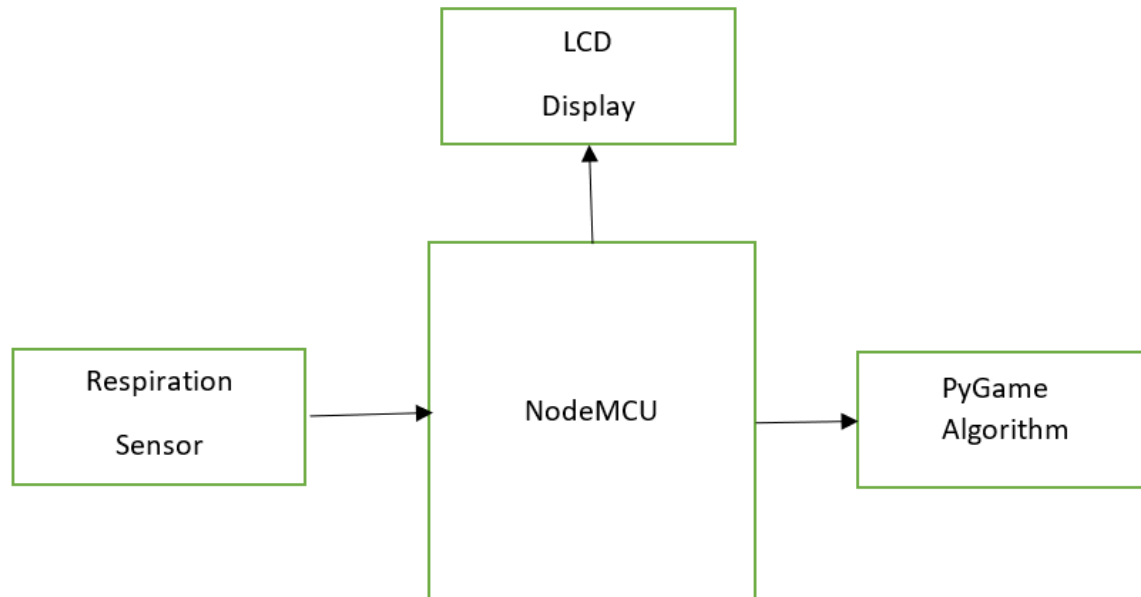 LCD
Display
Respiration
Sensor
NodeMCU
PyGame
Algorithm